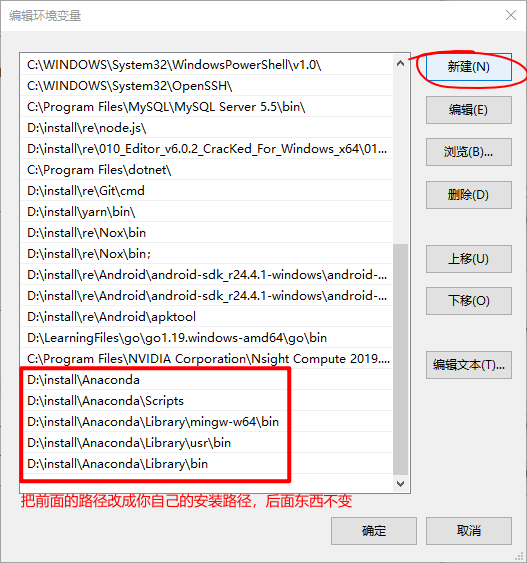 编辑环境变量
C:\WINDOWS\System32\WindowsPowerShell\v1.0\
C:\WINDOWS\System32\OpenSSH\
C:\Program Files\MySQL\MySQL Server 5.5\bin\
D:\install\re\node.js\
D:\install\re\010_Editor_v6.0.2_CracKed_For_Windows_x64\01...
C:\Program Files\dotnet\
D:\install\re\Git\cmd
D:\install\yarn\bin\
D:\install\re\Nox\bin
D:\install\re\Nox\bin;
D:\install\re\Android\android-sdk_r24.4.1-windows\android-...
D:\install\re\Android\android-sdk_r24.4.1-windows\android-...
D:\install\re\Android\apktool
D:\LearningFiles\go\go1.19.windows-amd64\go\bin
C:\Program Files\NVIDIA Corporation\Nsight Compute 2019....
D:\install\Anaconda
D:\install\Anaconda\Scripts
D:\install\Anaconda\Library\mingw-w64\bin
D:\install\Anaconda\Library\usr\bin
D:\install\Anaconda\Library\bin
把前面的路径改成你自己的安装路径，后面东西不变
新建(N)
编辑(E)
浏览(B)...
删除(D)
上移(U)
下移(O)
编辑文本(T)...
确定
取消